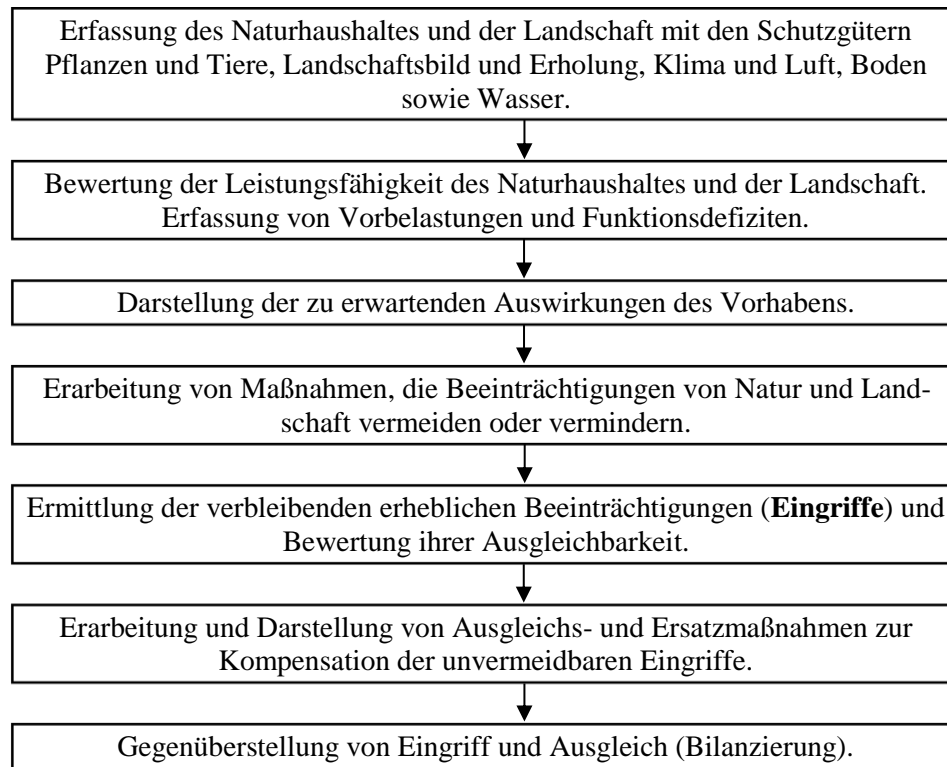 Erfassung des Naturhaushaltes und der Landschaft mit den Schutzgütern
Pflanzen und Tiere, Landschaftsbild und Erholung, Klima und Luft, Boden
sowie Wasser.
Bewertung der Leistungsfähigkeit des Naturhaushaltes und der Landschaft.
Erfassung von Vorbelastungen und Funktionsdefiziten.
Darstellung der zu erwartenden Auswirkungen des Vorhabens.
Erarbeitung von Maßnahmen, die Beeinträchtigungen von Natur und Land-
schaft vermeiden oder vermindern.
Ermittlung der verbleibenden erheblichen Beeinträchtigungen (Eingriffe) und
Bewertung ihrer Ausgleichbarkeit.
Erarbeitung und Darstellung von Ausgleichs- und Ersatzmaßnahmen zur
Kompensation der unvermeidbaren Eingriffe.
Gegenüberstellung von Eingriff und Ausgleich (Bilanzierung).